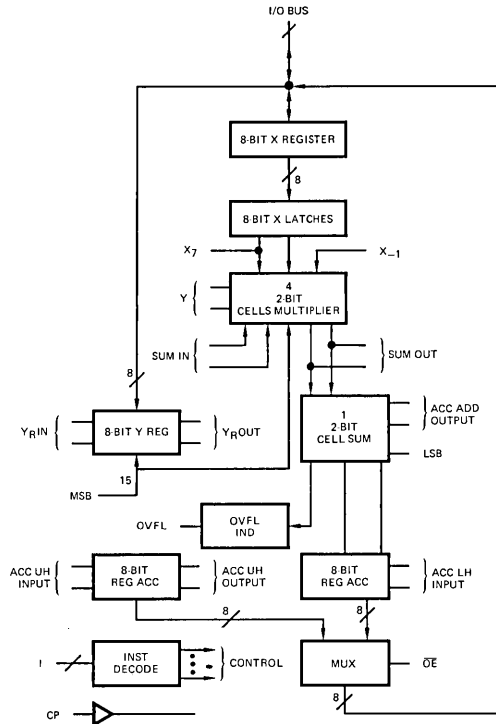 I/O BUS
8-BIT X REGISTER
8
8-BIT X LATCHES
X7
X–1
4
2-BIT
CELLS MULTIPLIER
Y
SUM IN
SUM OUT
8
YRIN
8-BIT Y REG
YROUT
1
2-BIT
CELL SUM
ACC ADD
OUTPUT
LSB
15
MSB
OVFL
OVFL
IND
ACC UH
INPUT
8-BIT
REG ACC
ACC UH
OUTPUT
8-BIT
REG ACC
ACC LH
INPUT
8
8
I
INST
DECODE
CONTROL
MUX
OE
8
CP